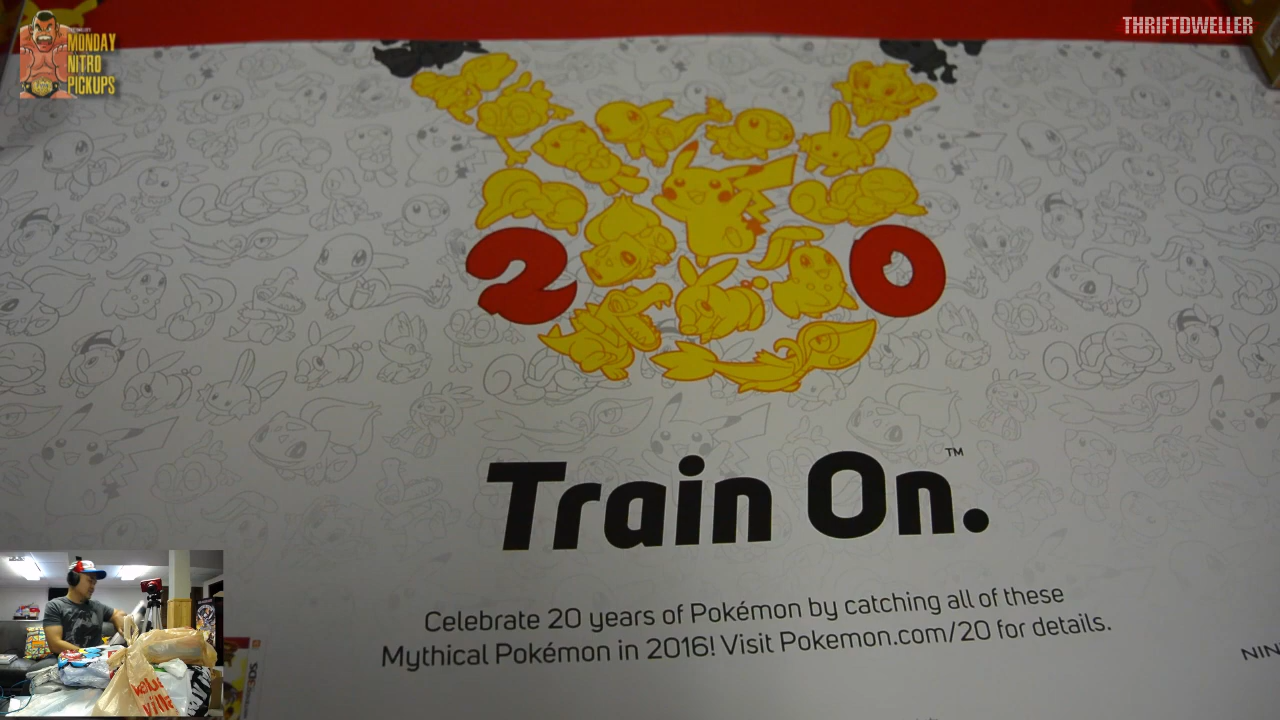 MONDAY
NITRO
PICKUPS
THRIFTDWELLER
20
Train On.™
Celebrate 20 years of Pokémon by catching all of these
Mythical Pokémon in 2016! Visit Pokemon.com/20 for details.
NIN